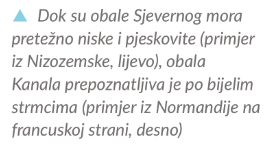 ▲ Dok su obale Sjevernog mora
pretežno niske i pjeskovite (primjer
iz Nizozemske, lijevo), obala
Kanala prepoznatljiva je po bijelim
strmcima (primjer iz Normandije na
francuskoj strani, desno)